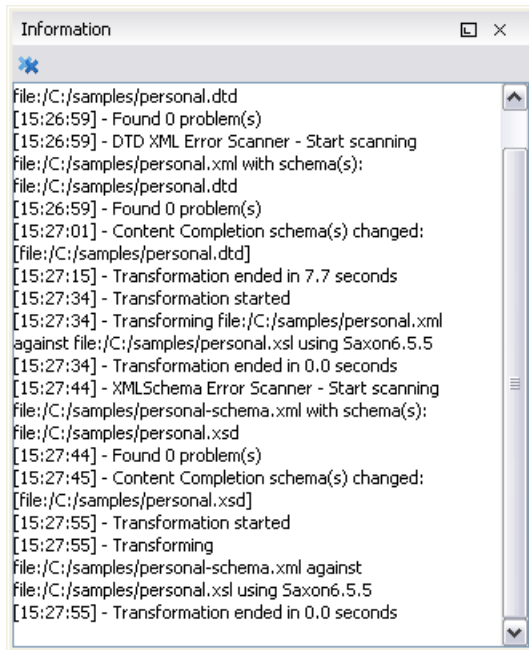 Information
file:/C:/samples/personal.dtd
[15:26:59] - Found 0 problem(s)
[15:26:59] - DTD XML Error Scanner - Start scanning
file:/C:/samples/personal.xml with schema(s):
file:/C:/samples/personal.dtd
[15:26:59] - Found 0 problem(s)
[15:27:01] - Content Completion schema(s) changed:
[file:/C:/samples/personal.dtd]
[15:27:15] - Transformation ended in 7.7 seconds
[15:27:34] - Transformation started
[15:27:34] - Transforming file:/C:/samples/personal.xml
against file:/C:/samples/personal.xsl using Saxon6.5.5
[15:27:34] - Transformation ended in 0.0 seconds
[15:27:44] - XMLSchema Error Scanner - Start scanning
file:/C:/samples/personal-schema.xml with schema(s):
file:/C:/samples/personal.xsd
[15:27:44] - Found 0 problem(s)
[15:27:45] - Content Completion schema(s) changed:
[file:/C:/samples/personal.xsd]
[15:27:55] - Transformation started
[15:27:55] - Transforming
file:/C:/samples/personal-schema.xml against
file:/C:/samples/personal.xsl using Saxon6.5.5
[15:27:55] - Transformation ended in 0.0 seconds